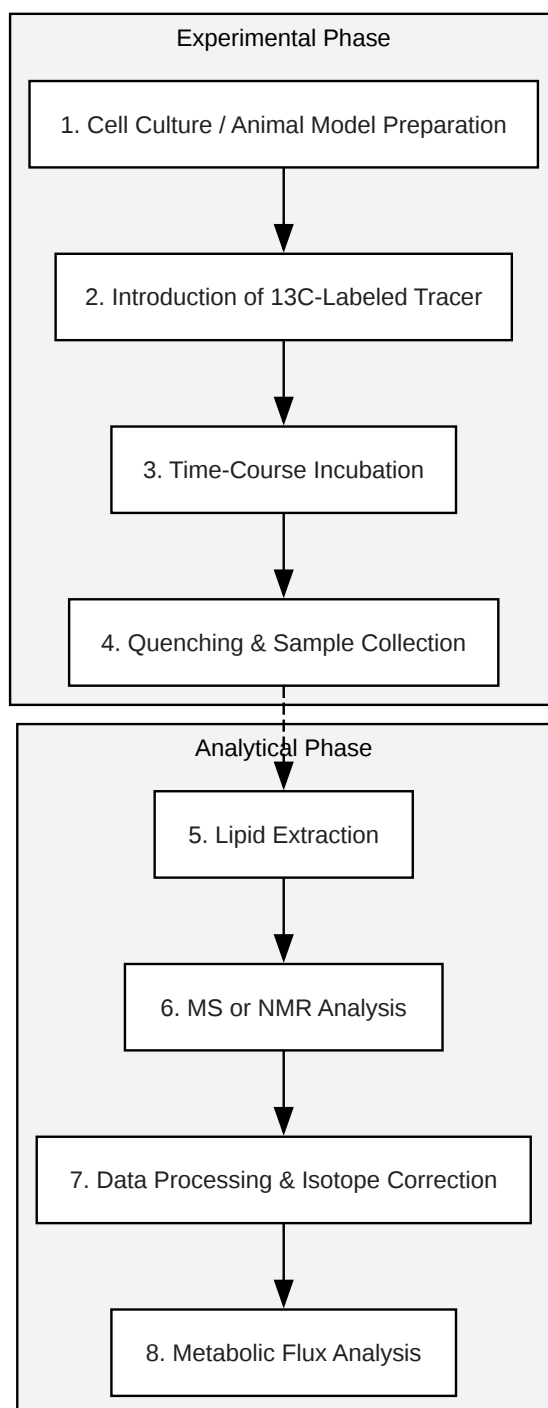 Experimental Phase
1. Cell Culture / Animal Model Preparation
2. Introduction of 13C-Labeled Tracer
3. Time-Course Incubation
4. Quenching & Sample Collection
Analytical Phase
5. Lipid Extraction
6. MS or NMR Analysis
7. Data Processing & Isotope Correction
8. Metabolic Flux Analysis